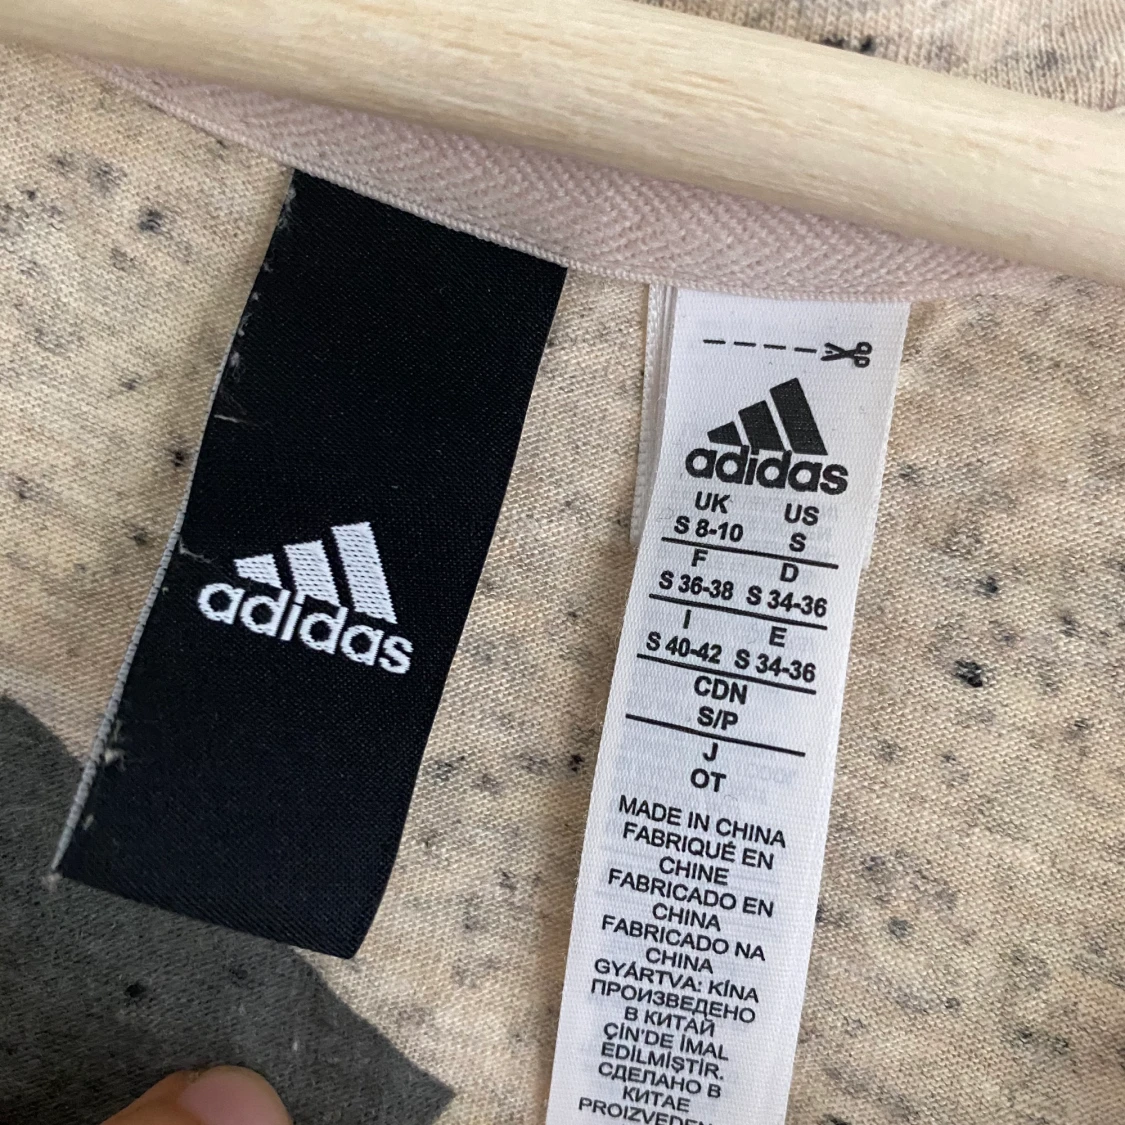 adidas
adidas
UK US
S 8-10 S
F D
S 36-38 S 34-36
I E
S 40-42 S 34-36
CDN
S/P
J
OT
MADE IN CHINA
FABRIQUÉ EN
CHINE
FABRICADO EN
CHINA
FABRICADO NA
CHINA
GYÁRTVA: KÍNA
ПРОИЗВЕДЕНО
В КИТАЙ
ÇİN'DE İMAL
EDİLMİŞTİR.
СДЕЛАНО В
КИТАЕ
PROIZVEDEN